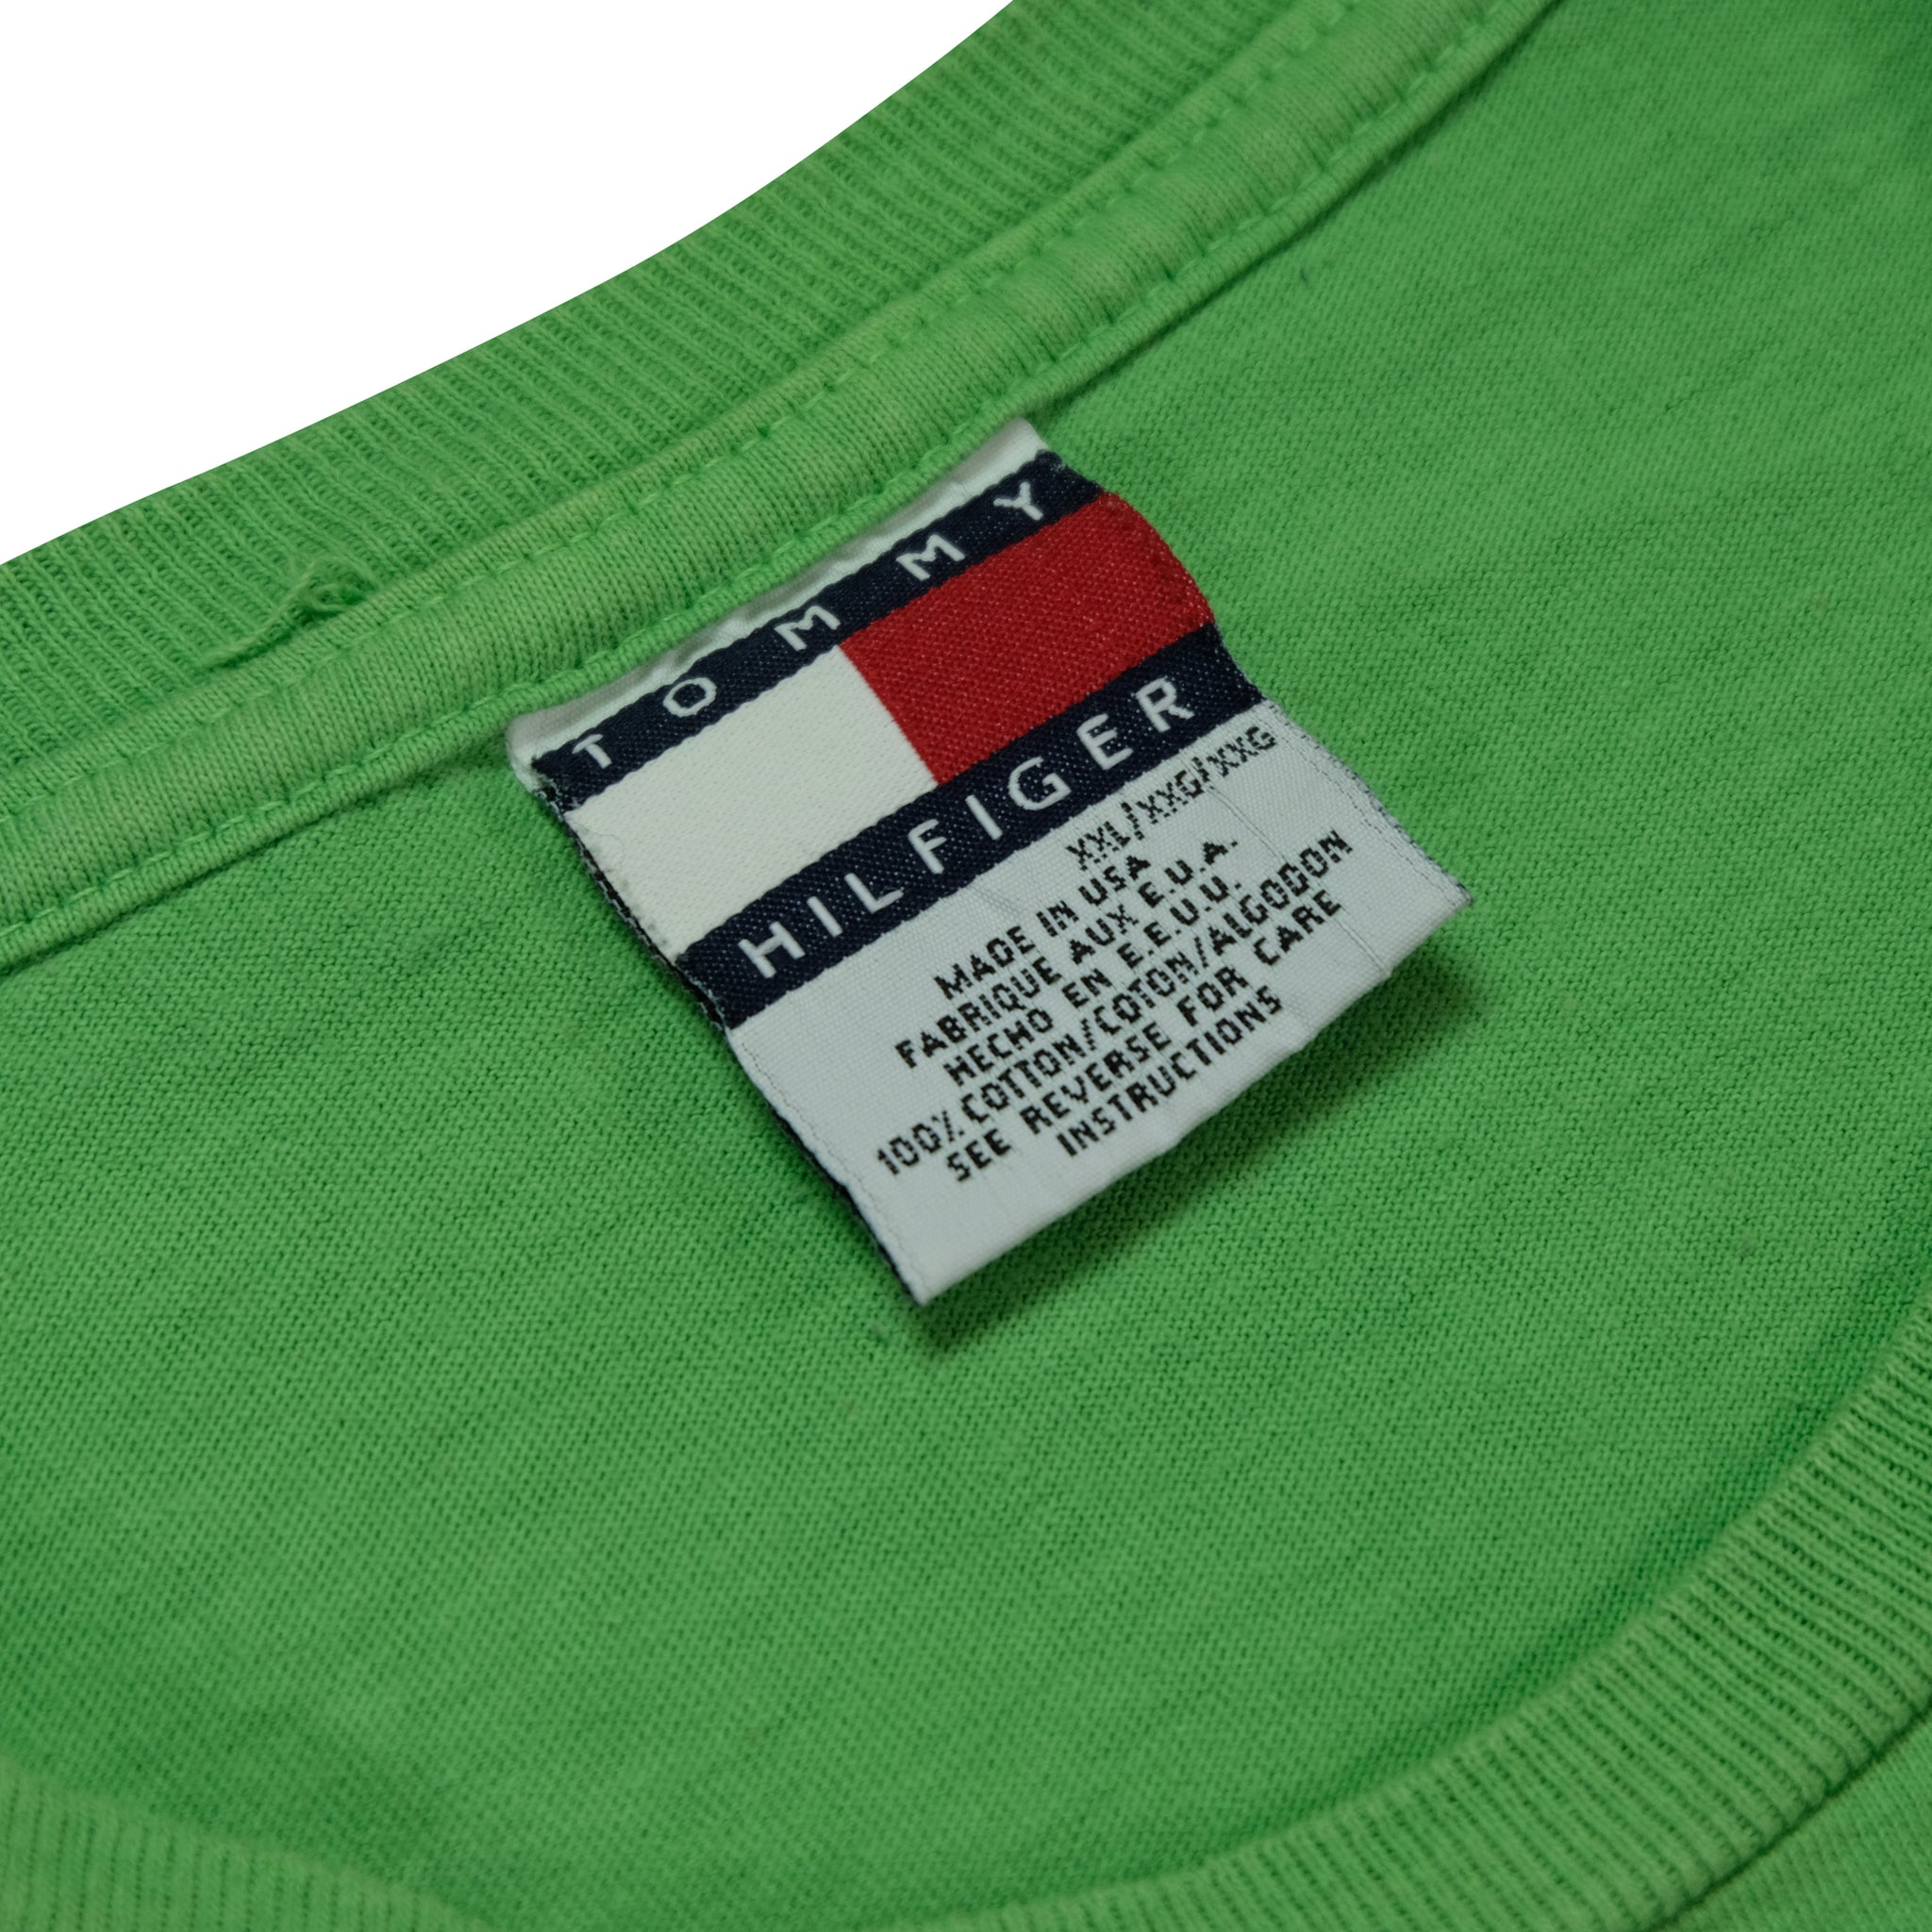 TOMMY
HILFIGER
XXL/XXG/XXG
MADE IN USA
FABRIQUE AUX E.U.A.
HECHO EN E.E.U.U.
100% COTTON/COTON/ALGODON
SEE REVERSE FOR CARE
INSTRUCTIONS